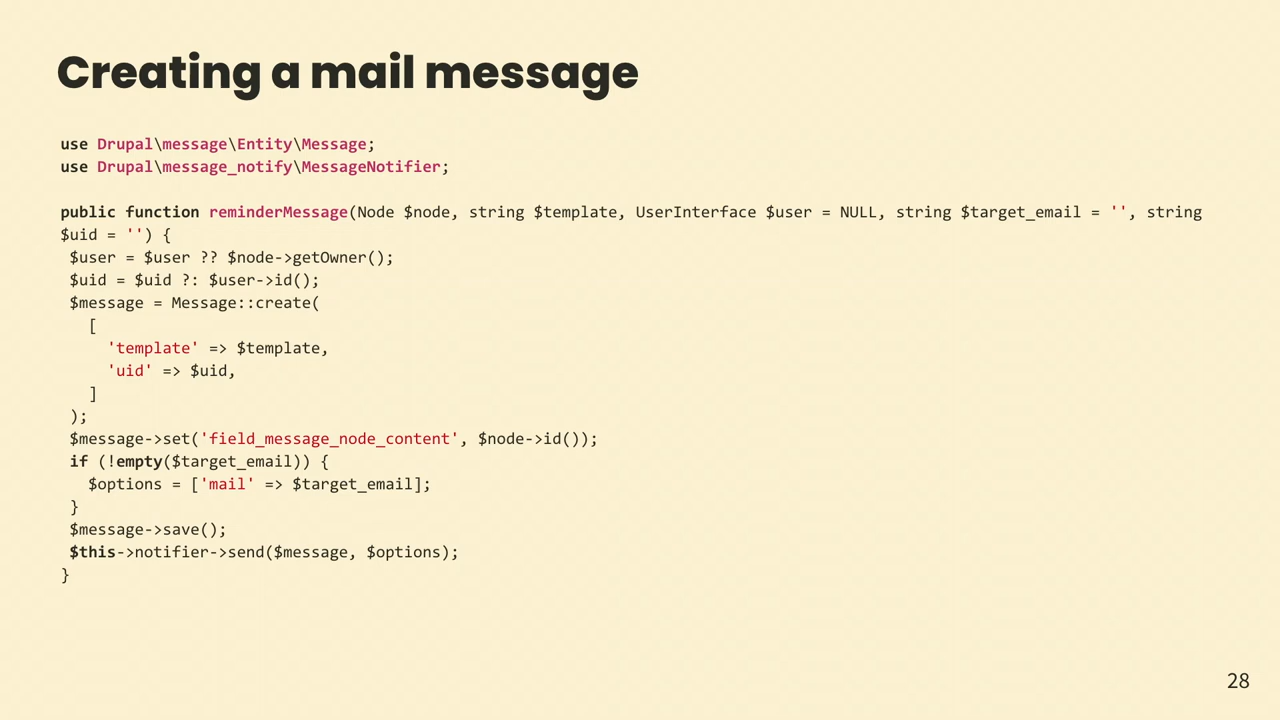 Creating a mail message
use Drupal\message\Entity\Message;
use Drupal\message_notify\MessageNotifier;
public function reminderMessage(Node $node, string $template, UserInterface $user = NULL, string $target_email = '', string
$uid = '') {
$user = $user ?? $node->getOwner();
$uid = $uid ?: $user->id();
$message = Message::create(
[
'template' => $template,
'uid' => $uid,
]
);
$message->set('field_message_node_content', $node->id());
if (!empty($target_email)) {
$options = ['mail' => $target_email];
}
$message->save();
$this->notifier->send($message, $options);
}
28